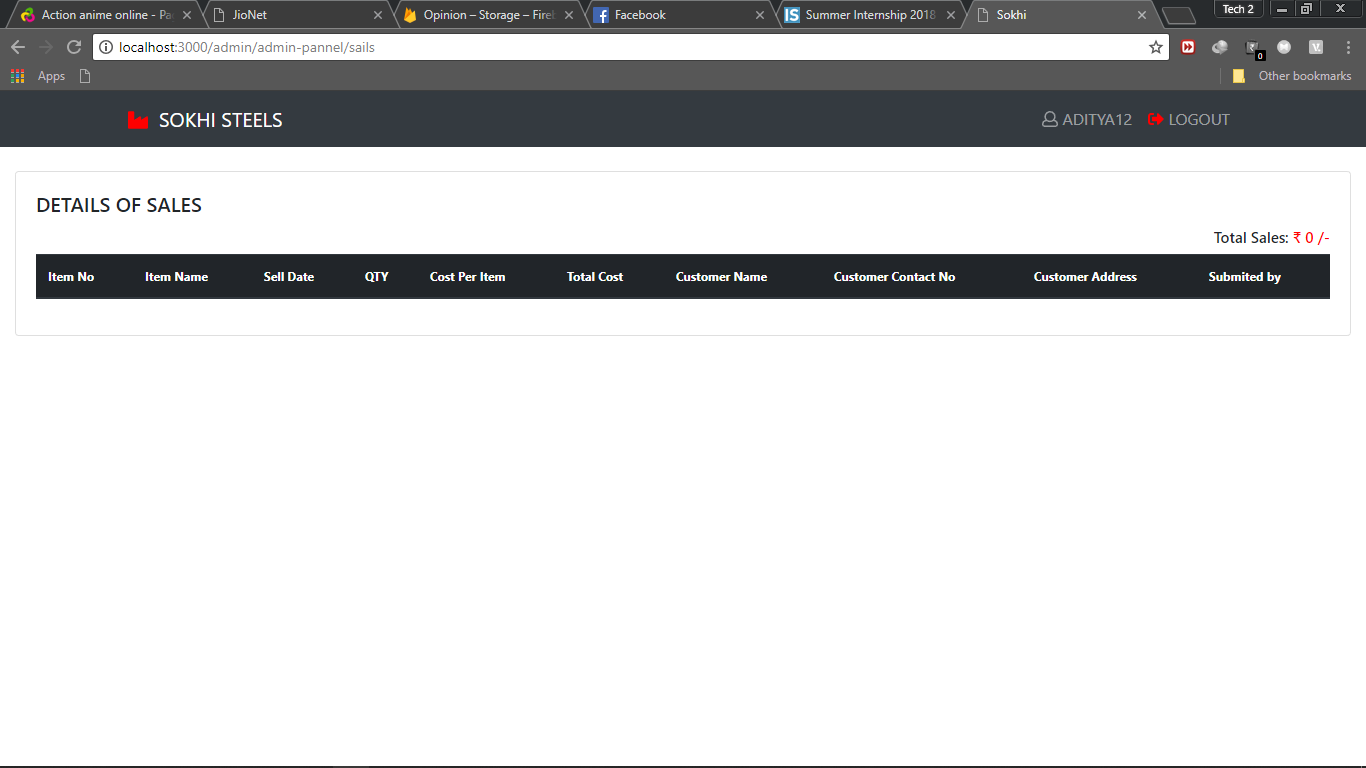 Action anime online - Pa
JioNet
Opinion – Storage – Fire
Facebook
Summer Internship 2018
Sokhi
Tech 2
localhost:3000/admin/admin-pannel/sails
0
Apps
Other bookmarks
SOKHI STEELS
ADITYA12
LOGOUT
DETAILS OF SALES
Total Sales: ₹ 0 /-
Item No Item Name Sell Date QTY Cost Per Item Total Cost Customer Name Customer Contact No Customer Address Submited by